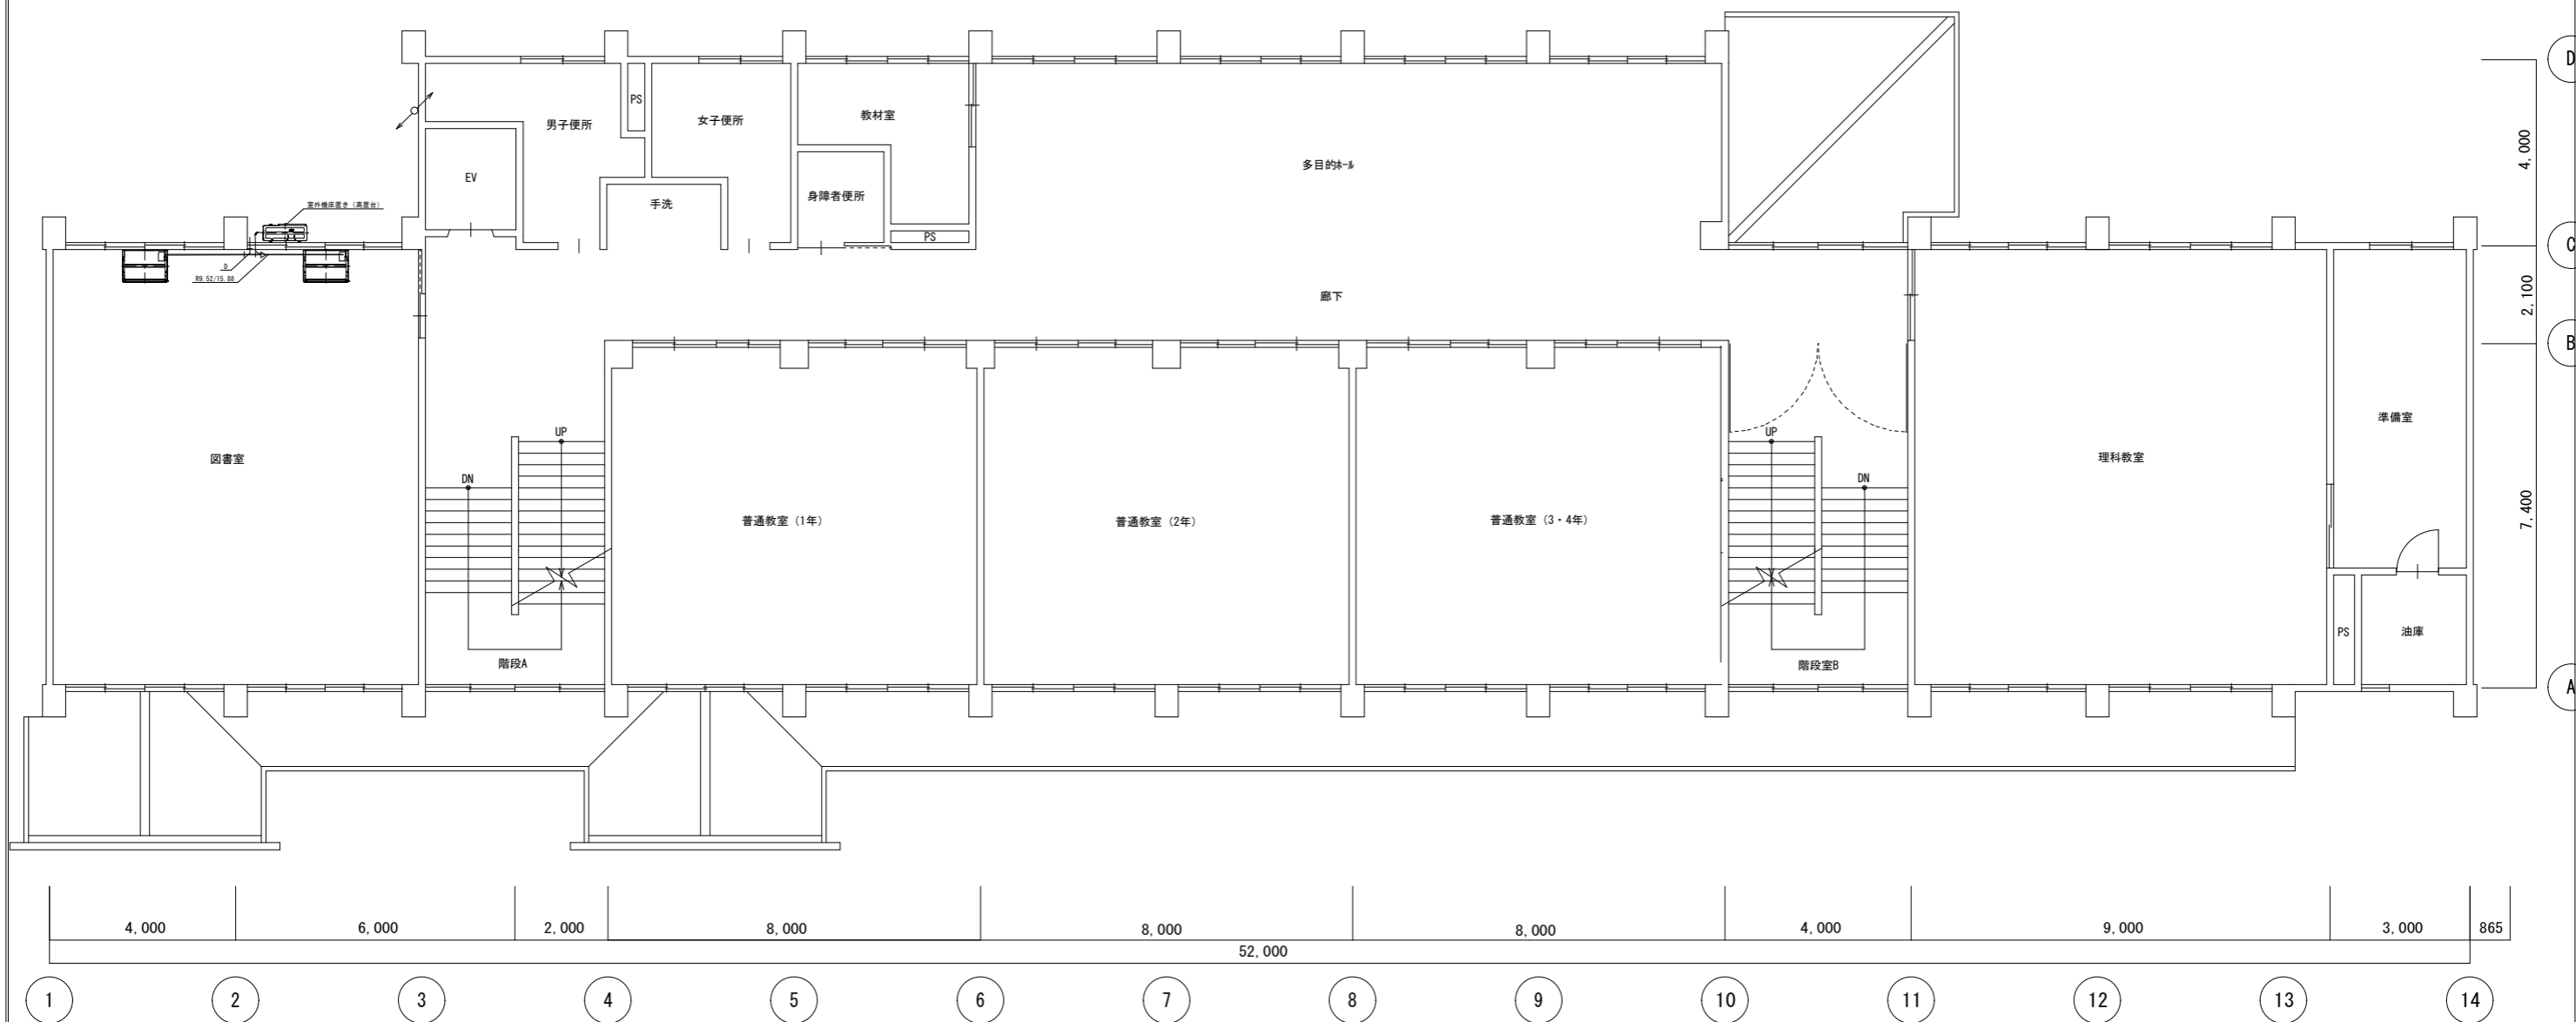 D
PS
男子便所
女子便所
教材室
4,000
EV
手洗
身障者便所
多目的ホール
室外機床置き（高置台）
PS
C
D
R9.52/15.88
廊下
2,100
B
UP
UP
準備室
図書室
理科教室
DN
DN
7,400
普通教室（1年）
普通教室（2年）
普通教室（3・4年）
PS
油庫
階段A
階段室B
A
4,000
6,000
2,000
8,000
8,000
8,000
4,000
9,000
3,000
865
52,000
1
2
3
4
5
6
7
8
9
10
11
12
13
14